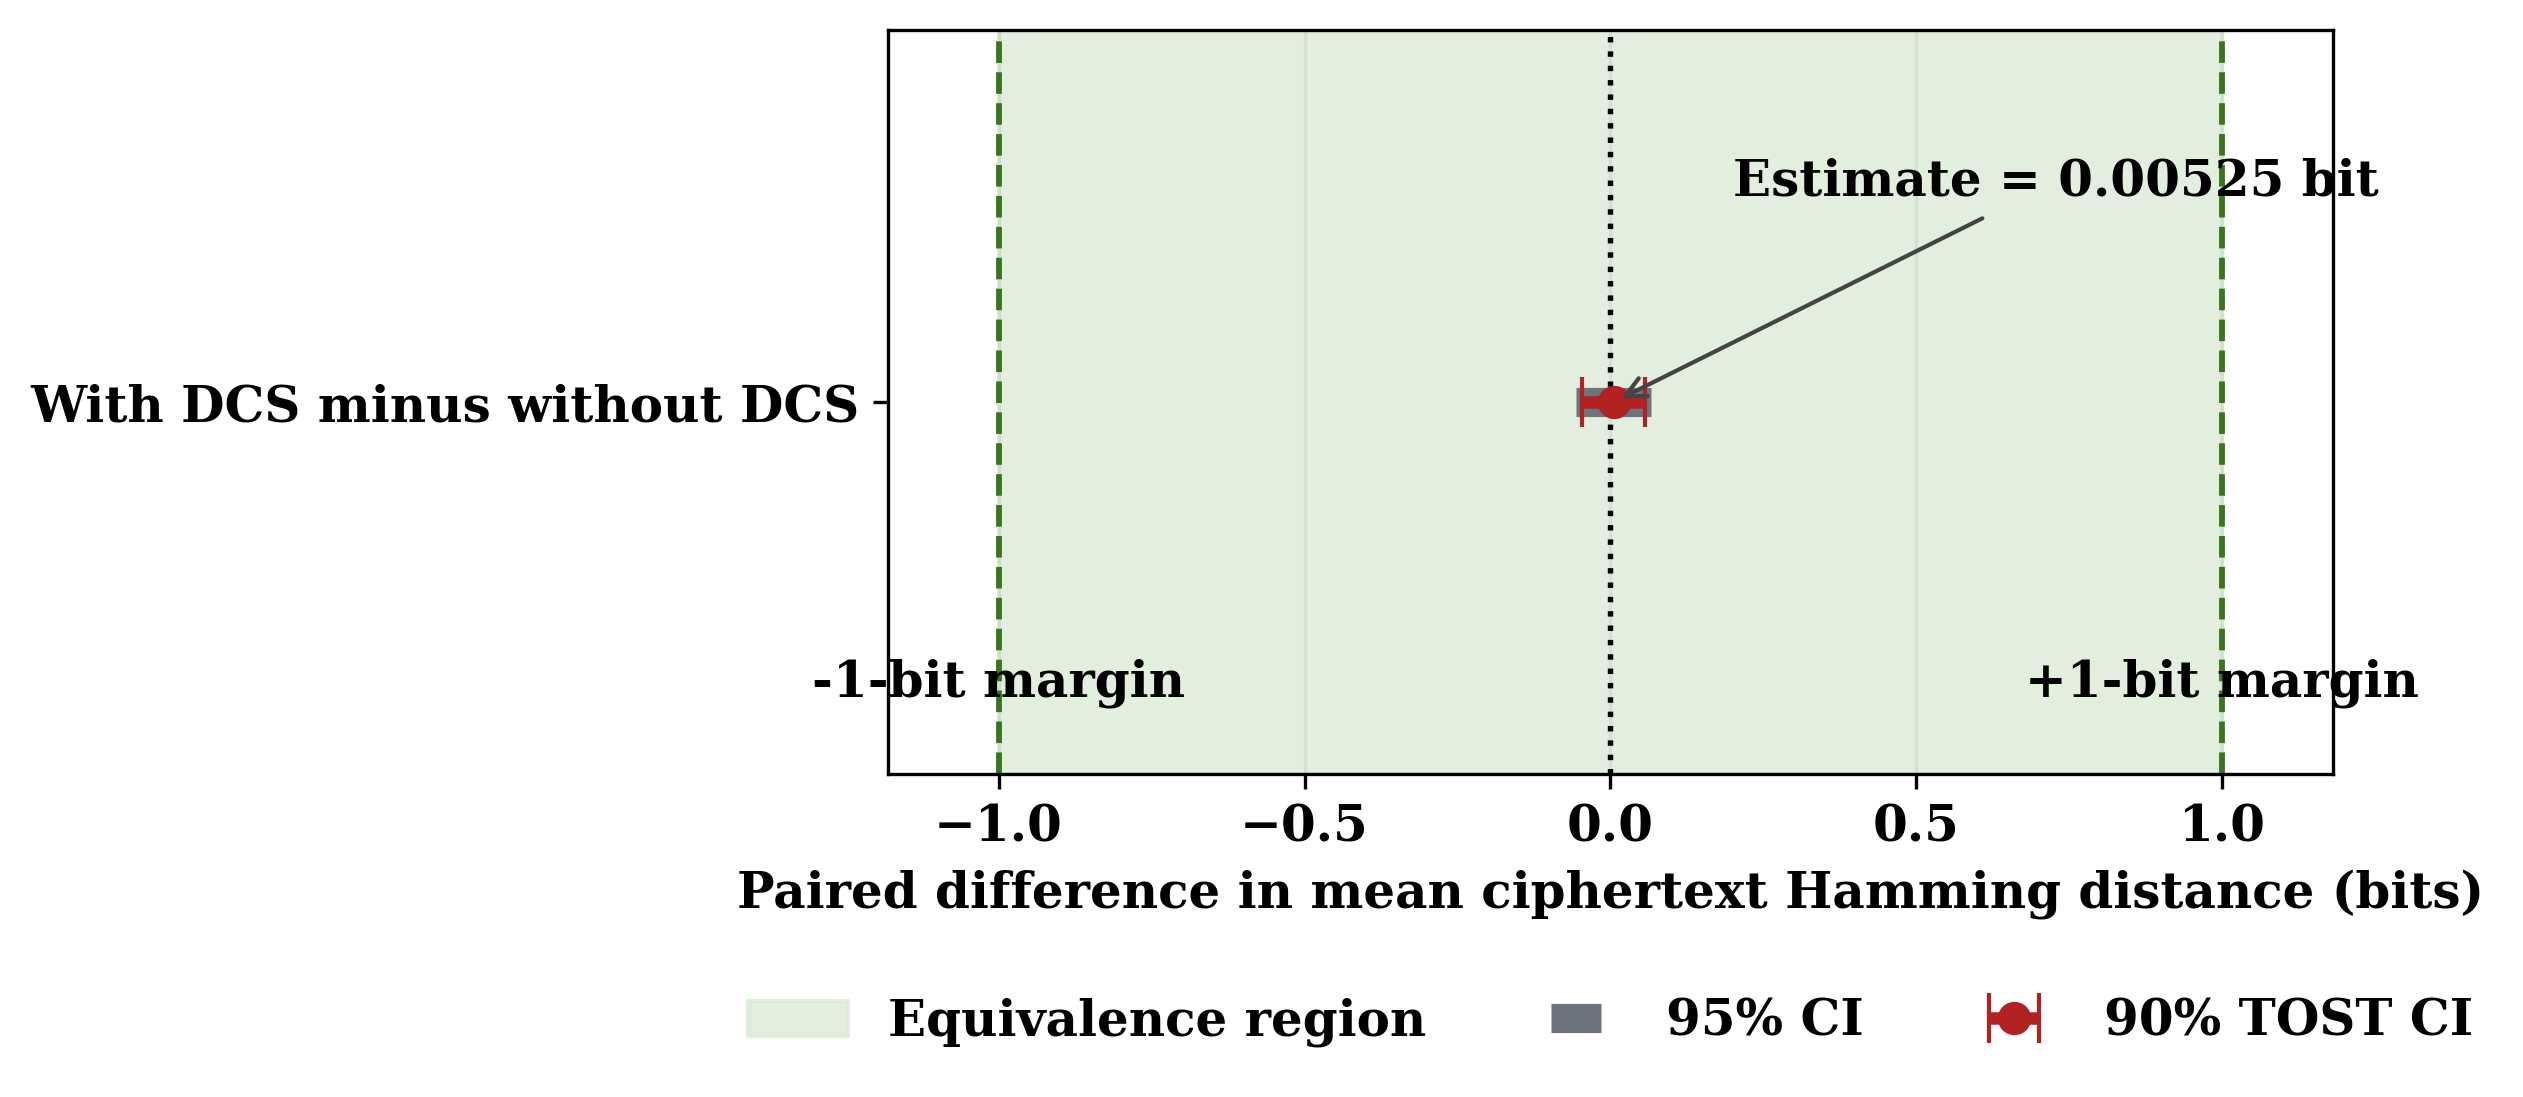 Estimate = 0.00525 bit
With DCS minus without DCS
-1-bit margin
+1-bit margin
−1.0
−0.5
0.0
0.5
1.0
Paired difference in mean ciphertext Hamming distance (bits)
Equivalence region
95% CI
90% TOST CI